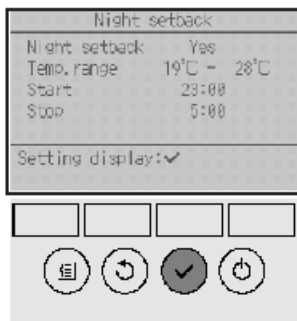 Night setback
Night setback Yes
Temp. range 19°C - 28°C
Start 23:00
Stop 5:00
Setting display:✔